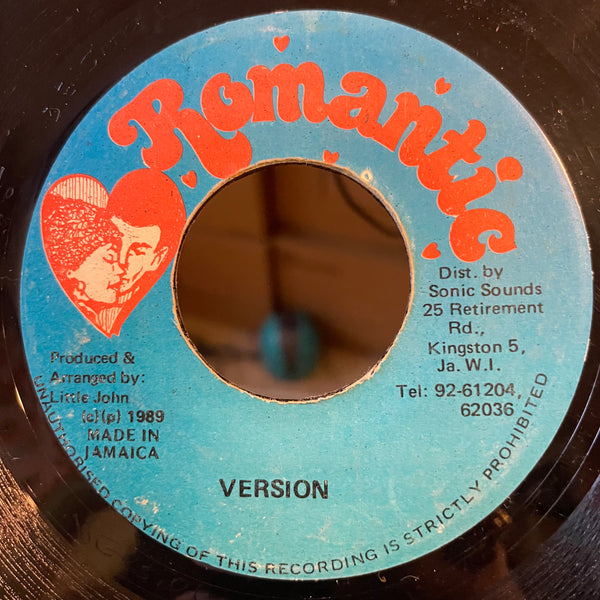 Romantic
Dist. by
Sonic Sounds
25 Retirement
Rd.,
Kingston 5,
Ja. W.I.
Tel: 92-61204,
62036
Produced &
Arranged by:
Little John
(c)(p) 1989
MADE IN
JAMAICA
VERSION
UNAUTHORISED COPYING OF THIS RECORDING IS STRICTLY PROHIBITED